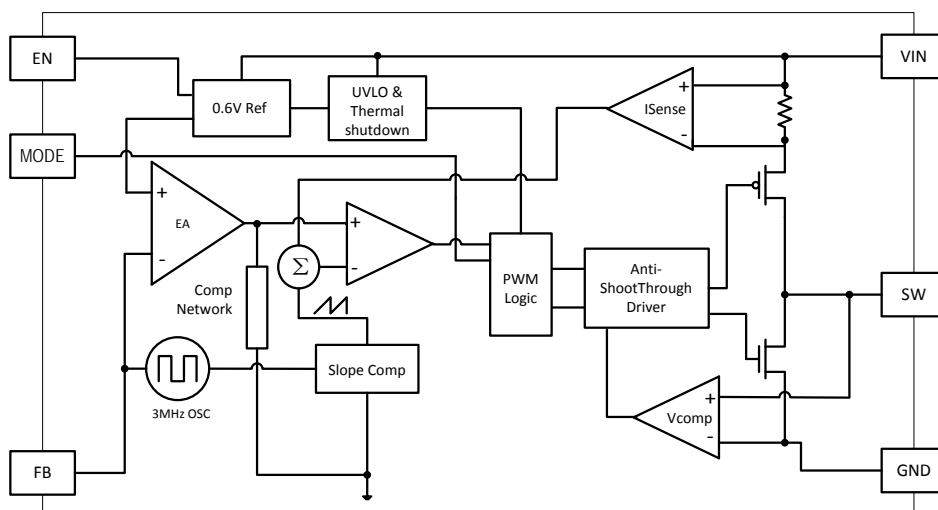 EN
VIN
0.6V Ref
UVLO &
Thermal
shutdown
+
ISense
-
MODE
+
EA
-
+
-
Σ
PWM
Logic
Anti-
ShootThrough
Driver
SW
Comp
Network
Slope Comp
3MHz OSC
+
Vcomp
-
FB
GND